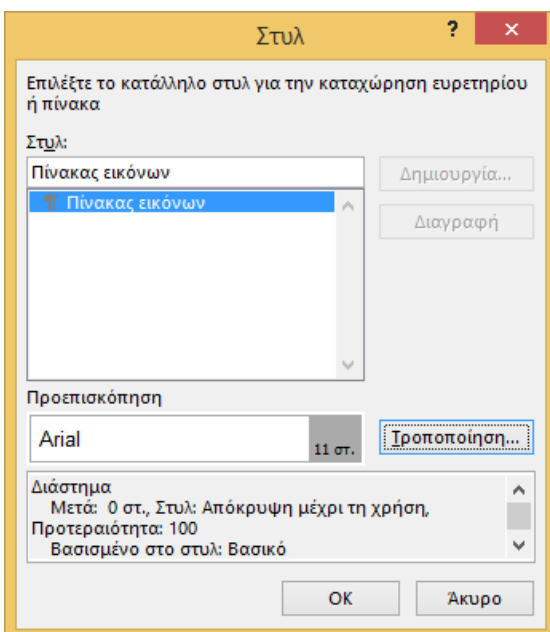 Στυλ
?
×
Επιλέξτε το κατάλληλο στυλ για την καταχώρηση ευρετηρίου
ή πίνακα
Στυλ:
Πίνακας εικόνων
Δημιουργία...
¶ Πίνακας εικόνων
Διαγραφή
Προεπισκόπηση
Arial
11 στ.
Τροποποίηση...
Διάστημα
Μετά: 0 στ., Στυλ: Απόκρυψη μέχρι τη χρήση,
Προτεραιότητα: 100
Βασισμένο στο στυλ: Βασικό
OK
Άκυρο